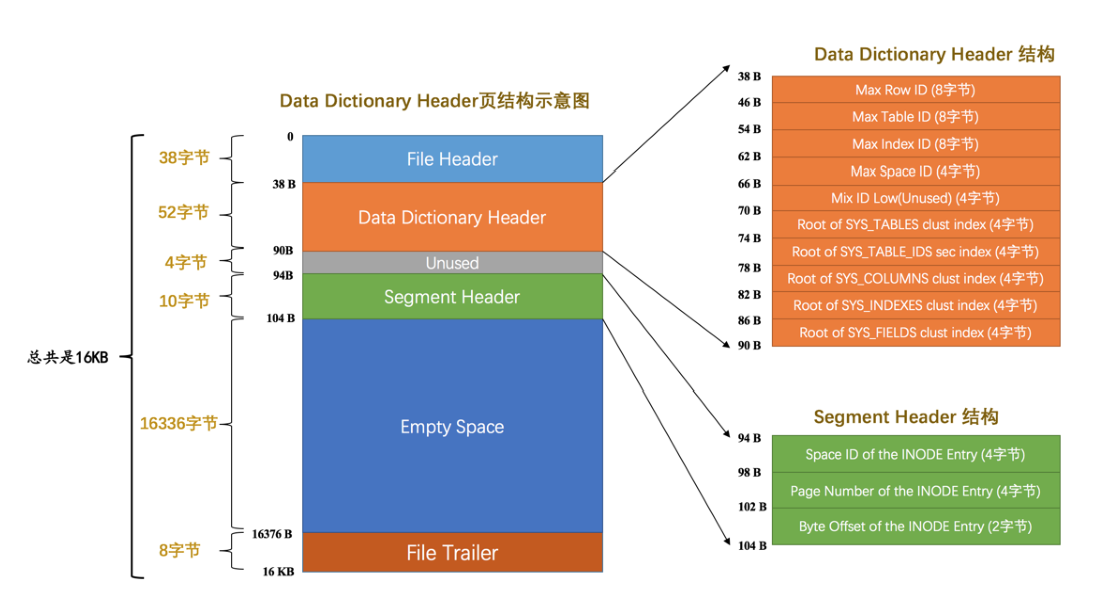 Data Dictionary Header页结构示意图
总共是16KB
38字节
52字节
4字节
10字节
16336字节
8字节
0
38 B
90B
94B
104 B
16376 B
16 KB
File Header
Data Dictionary Header
Unused
Segment Header
Empty Space
File Trailer
Data Dictionary Header 结构
38 B
Max Row ID (8字节)
46 B
Max Table ID (8字节)
54 B
Max Index ID (8字节)
62 B
Max Space ID (4字节)
66 B
Mix ID Low(Unused) (4字节)
70 B
Root of SYS_TABLES clust index (4字节)
74 B
Root of SYS_TABLE_IDS sec index (4字节)
78 B
Root of SYS_COLUMNS clust index (4字节)
82 B
Root of SYS_INDEXES clust index (4字节)
86 B
Root of SYS_FIELDS clust index (4字节)
90 B
Segment Header 结构
94 B
Space ID of the INODE Entry (4字节)
98 B
Page Number of the INODE Entry (4字节)
102 B
Byte Offset of the INODE Entry (2字节)
104 B